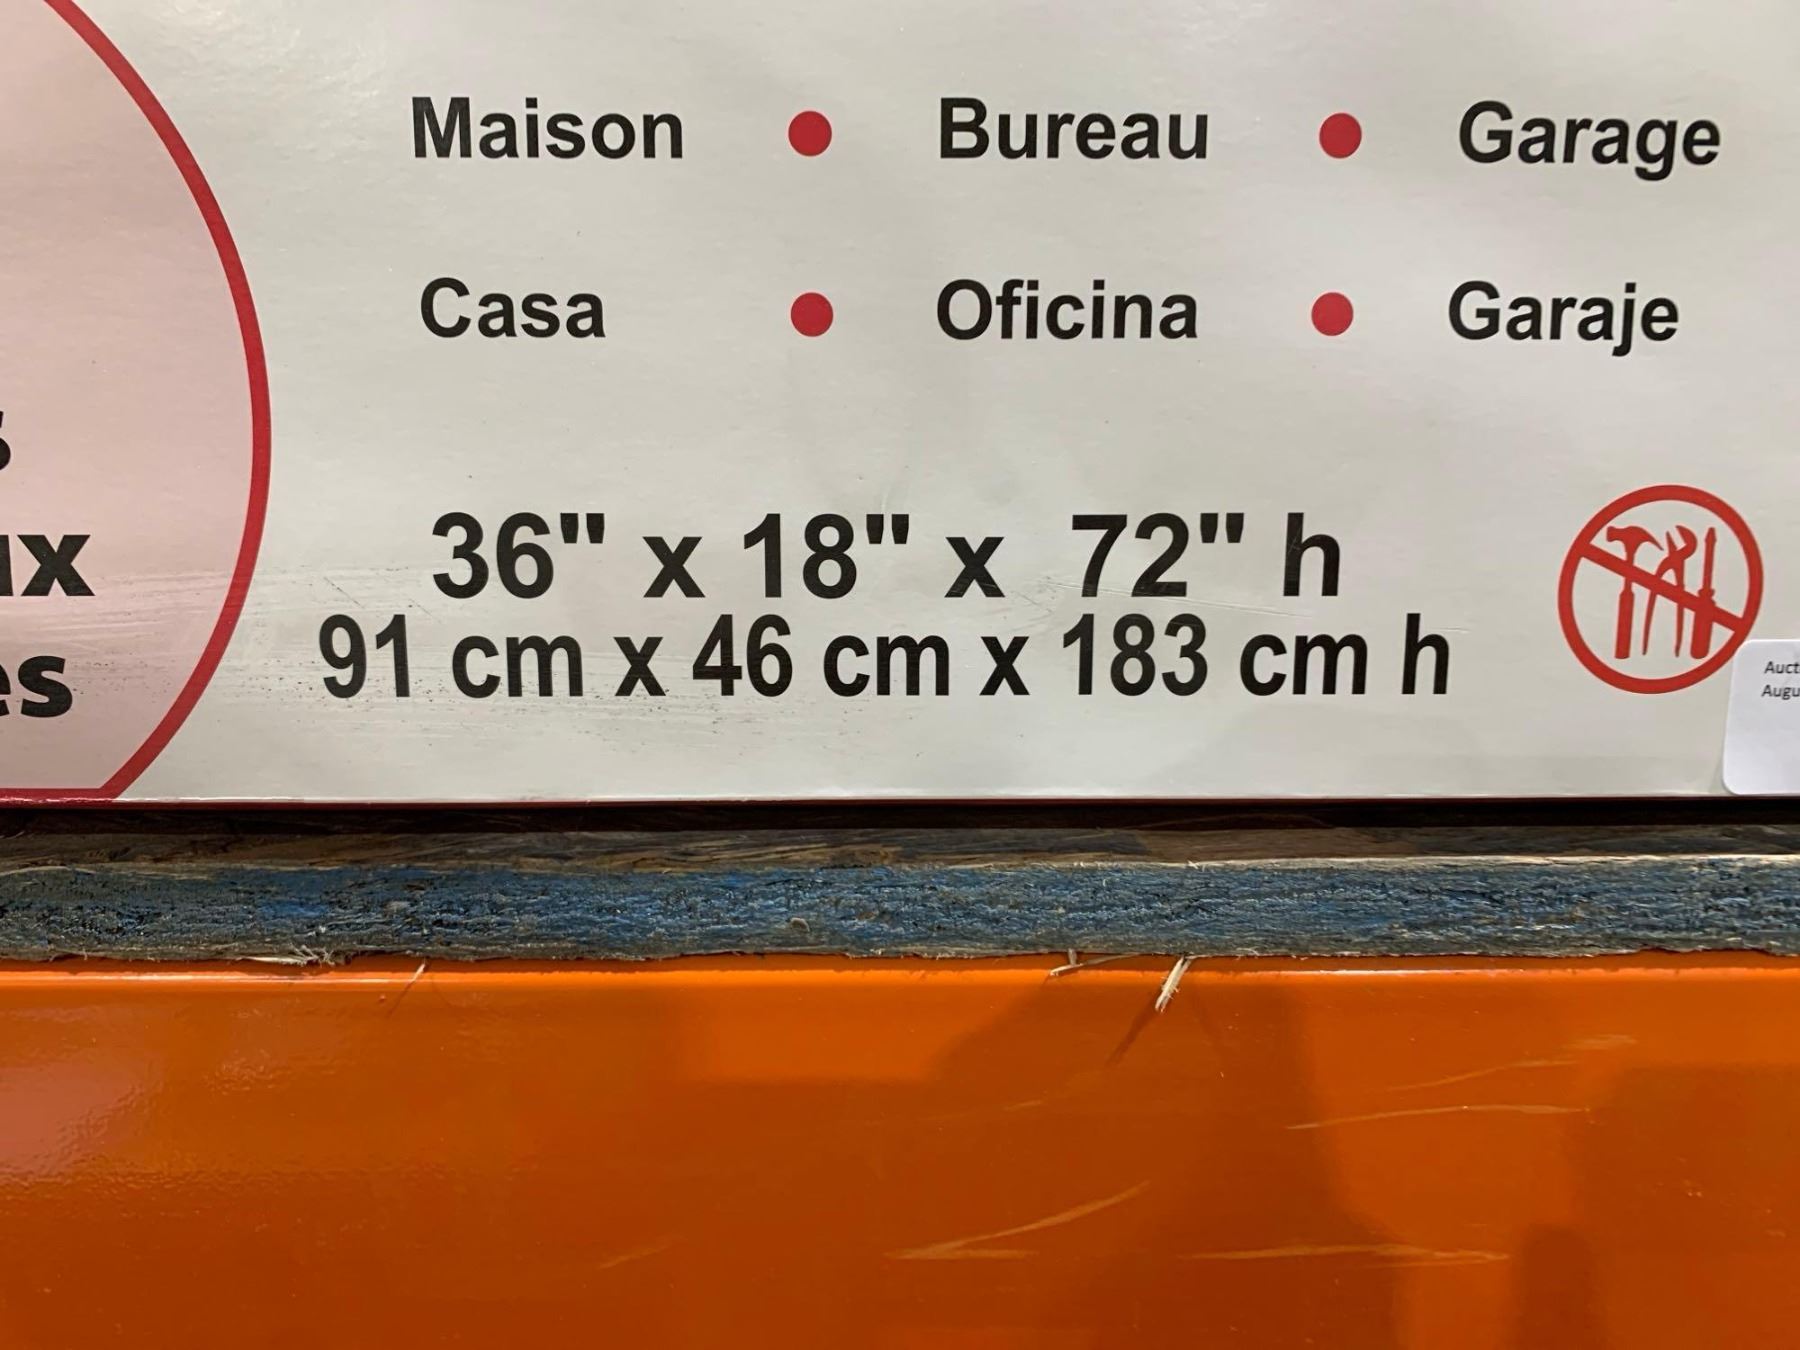 Maison • Bureau • Garage
Casa • Oficina • Garaje
36" x 18" x 72" h
91 cm x 46 cm x 183 cm h